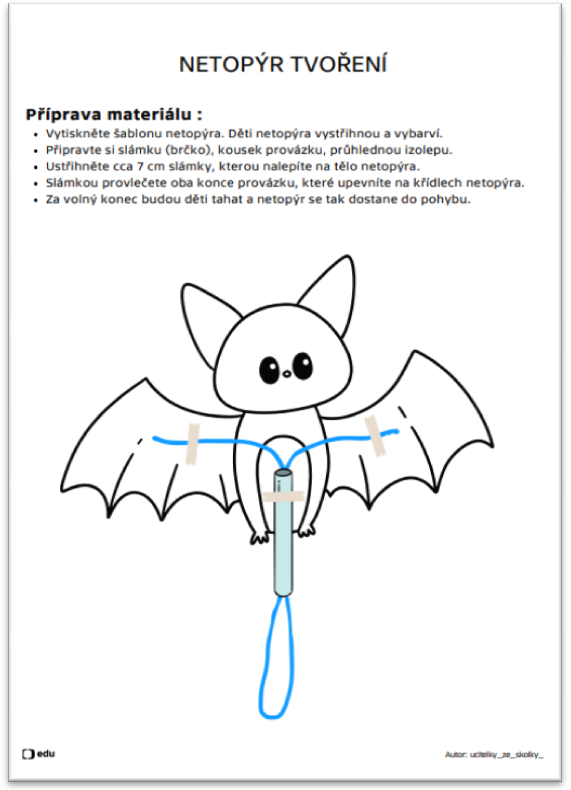 NETOPÝR TVOŘENÍ
Příprava materiálu :
• Vytiskněte šablonu netopýra. Děti netopýra vystřihnou a vybarví.
• Připravte si slámku (brčko), kousek provázku, průhlednou izolepu.
• Ustřihněte cca 7 cm slámky, kterou nalepíte na tělo netopýra.
• Slámkou provlečete oba konce provázku, které upevníte na křídlech netopýra.
• Za volný konec budou děti tahat a netopýr se tak dostane do pohybu.
edu
Autor: ucitelky_ze_skolky_